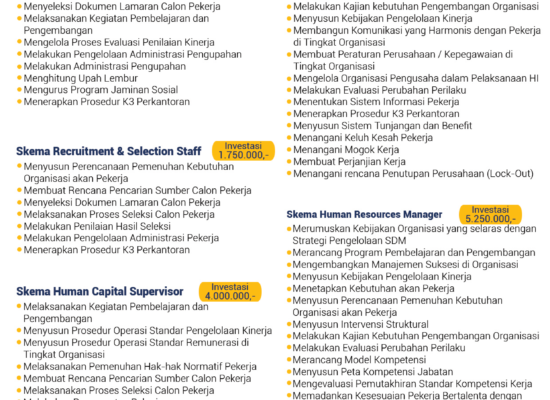 Menyeleksi Dokumen Lamaran Calon Pekerja
Melaksanakan Kegiatan Pembelajaran dan
Pengembangan
Mengelola Proses Evaluasi Penilaian Kinerja
Melakukan Pengelolaan Administrasi Pengupahan
Melakukan Administrasi Pengupahan
Menghitung Upah Lembur
Mengurus Program Jaminan Sosial
Menerapkan Prosedur K3 Perkantoran
Skema Recruitment & Selection Staff
Investasi
1.750.000,-
Menyusun Perencanaan Pemenuhan Kebutuhan
Organisasi akan Pekerja
Membuat Rencana Pencarian Sumber Calon Pekerja
Menyeleksi Dokumen Lamaran Calon Pekerja
Melaksanakan Proses Seleksi Calon Pekerja
Melakukan Penilaian Hasil Seleksi
Melakukan Pengelolaan Administrasi Pekerja
Menerapkan Prosedur K3 Perkantoran
Skema Human Capital Supervisor
Investasi
4.000.000,-
Melaksanakan Kegiatan Pembelajaran dan
Pengembangan
Menyusun Prosedur Operasi Standar Pengelolaan Kinerja
Menyusun Prosedur Operasi Standar Remunerasi di
Tingkat Organisasi
Melaksanakan Pemenuhan Hak-hak Normatif Pekerja
Membuat Rencana Pencarian Sumber Calon Pekerja
Melaksanakan Proses Seleksi Calon Pekerja
Melakukan Kajian kebutuhan Pengembangan Organisasi
Menyusun Kebijakan Pengelolaan Kinerja
Membangun Komunikasi yang Harmonis dengan Pekerja
di Tingkat Organisasi
Membuat Peraturan Perusahaan / Kepegawaian di
Tingkat Organisasi
Mengelola Organisasi Pengusaha dalam Pelaksanaan HI
Melakukan Evaluasi Perubahan Perilaku
Menentukan Sistem Informasi Pekerja
Menerapkan Prosedur K3 Perkantoran
Menyusun Sistem Tunjangan dan Benefit
Menangani Keluh Kesah Pekerja
Menangani Mogok Kerja
Membuat Perjanjian Kerja
Menangani rencana Penutupan Perusahaan (Lock-Out)
Skema Human Resources Manager
Investasi
5.250.000,-
Merumuskan Kebijakan Organisasi yang selaras dengan
Strategi Pengelolaan SDM
Merancang Program Pembelajaran dan Pengembangan
Mengembangkan Manajemen Suksesi di Organisasi
Menyusun Kebijakan Pengelolaan Kinerja
Menetapkan Kebutuhan akan Pekerja
Menyusun Perencanaan Pemenuhan Kebutuhan
Organisasi akan Pekerja
Menyusun Intervensi Struktural
Melakukan Kajian Kebutuhan Pengembangan Organisasi
Melakukan Evaluasi Perubahan Perilaku
Merancang Model Kompetensi
Menyusun Peta Kompetensi Jabatan
Mengevaluasi Pemutakhiran Standar Kompetensi Kerja
Memadankan Kesesuaian Pekerja Bertalenta dengan